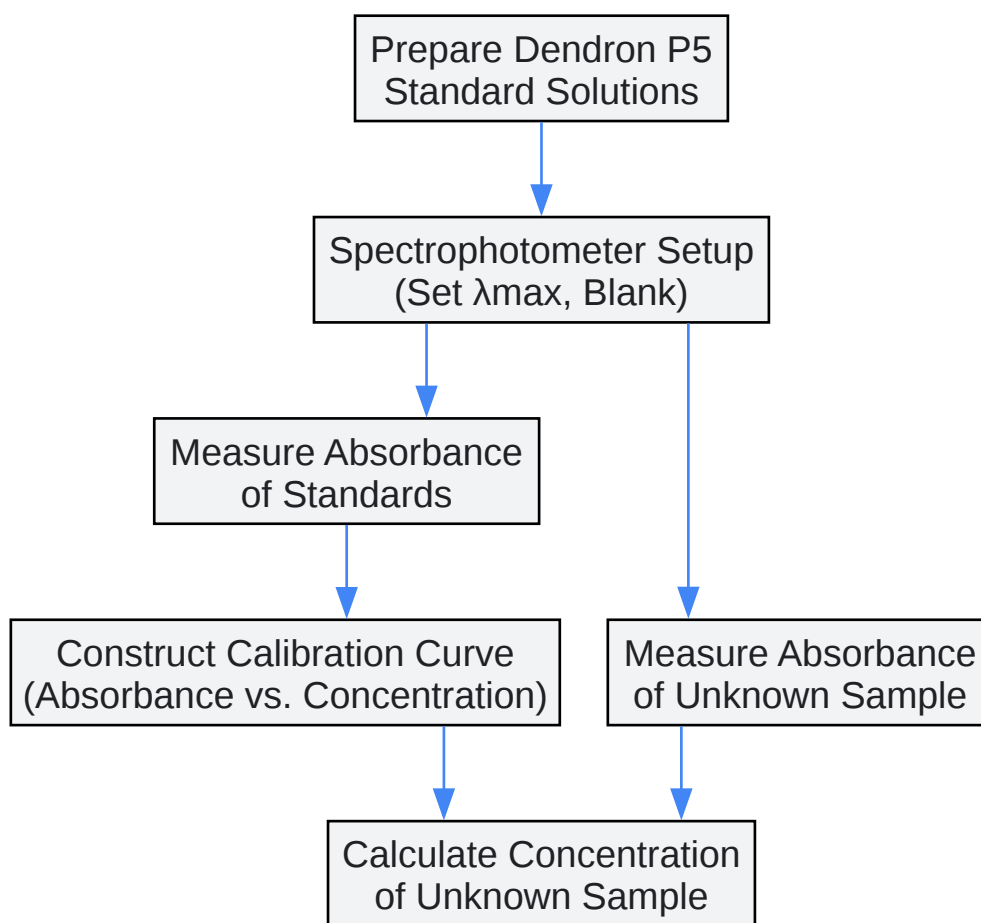 Prepare Dendron P5
Standard Solutions
Spectrophotometer Setup
(Set λmax, Blank)
Measure Absorbance
of Standards
Construct Calibration Curve
(Absorbance vs. Concentration)
Measure Absorbance
of Unknown Sample
Calculate Concentration
of Unknown Sample